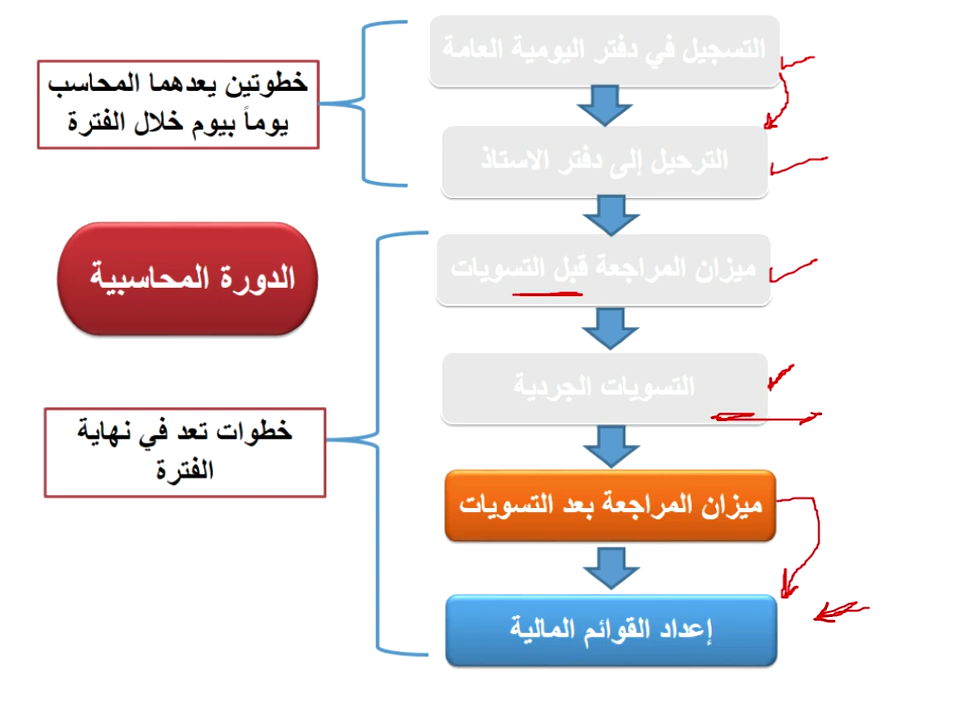 التسجيل في دفتر اليومية العامة
خطوتين يعدهما المحاسب
يوماً بيوم خلال الفترة
الترحيل إلى دفتر الاستاذ
ميزان المراجعة قبل التسويات
الدورة المحاسبية
التسويات الجردية
خطوات تعد في نهاية
الفترة
ميزان المراجعة بعد التسويات
إعداد القوائم المالية